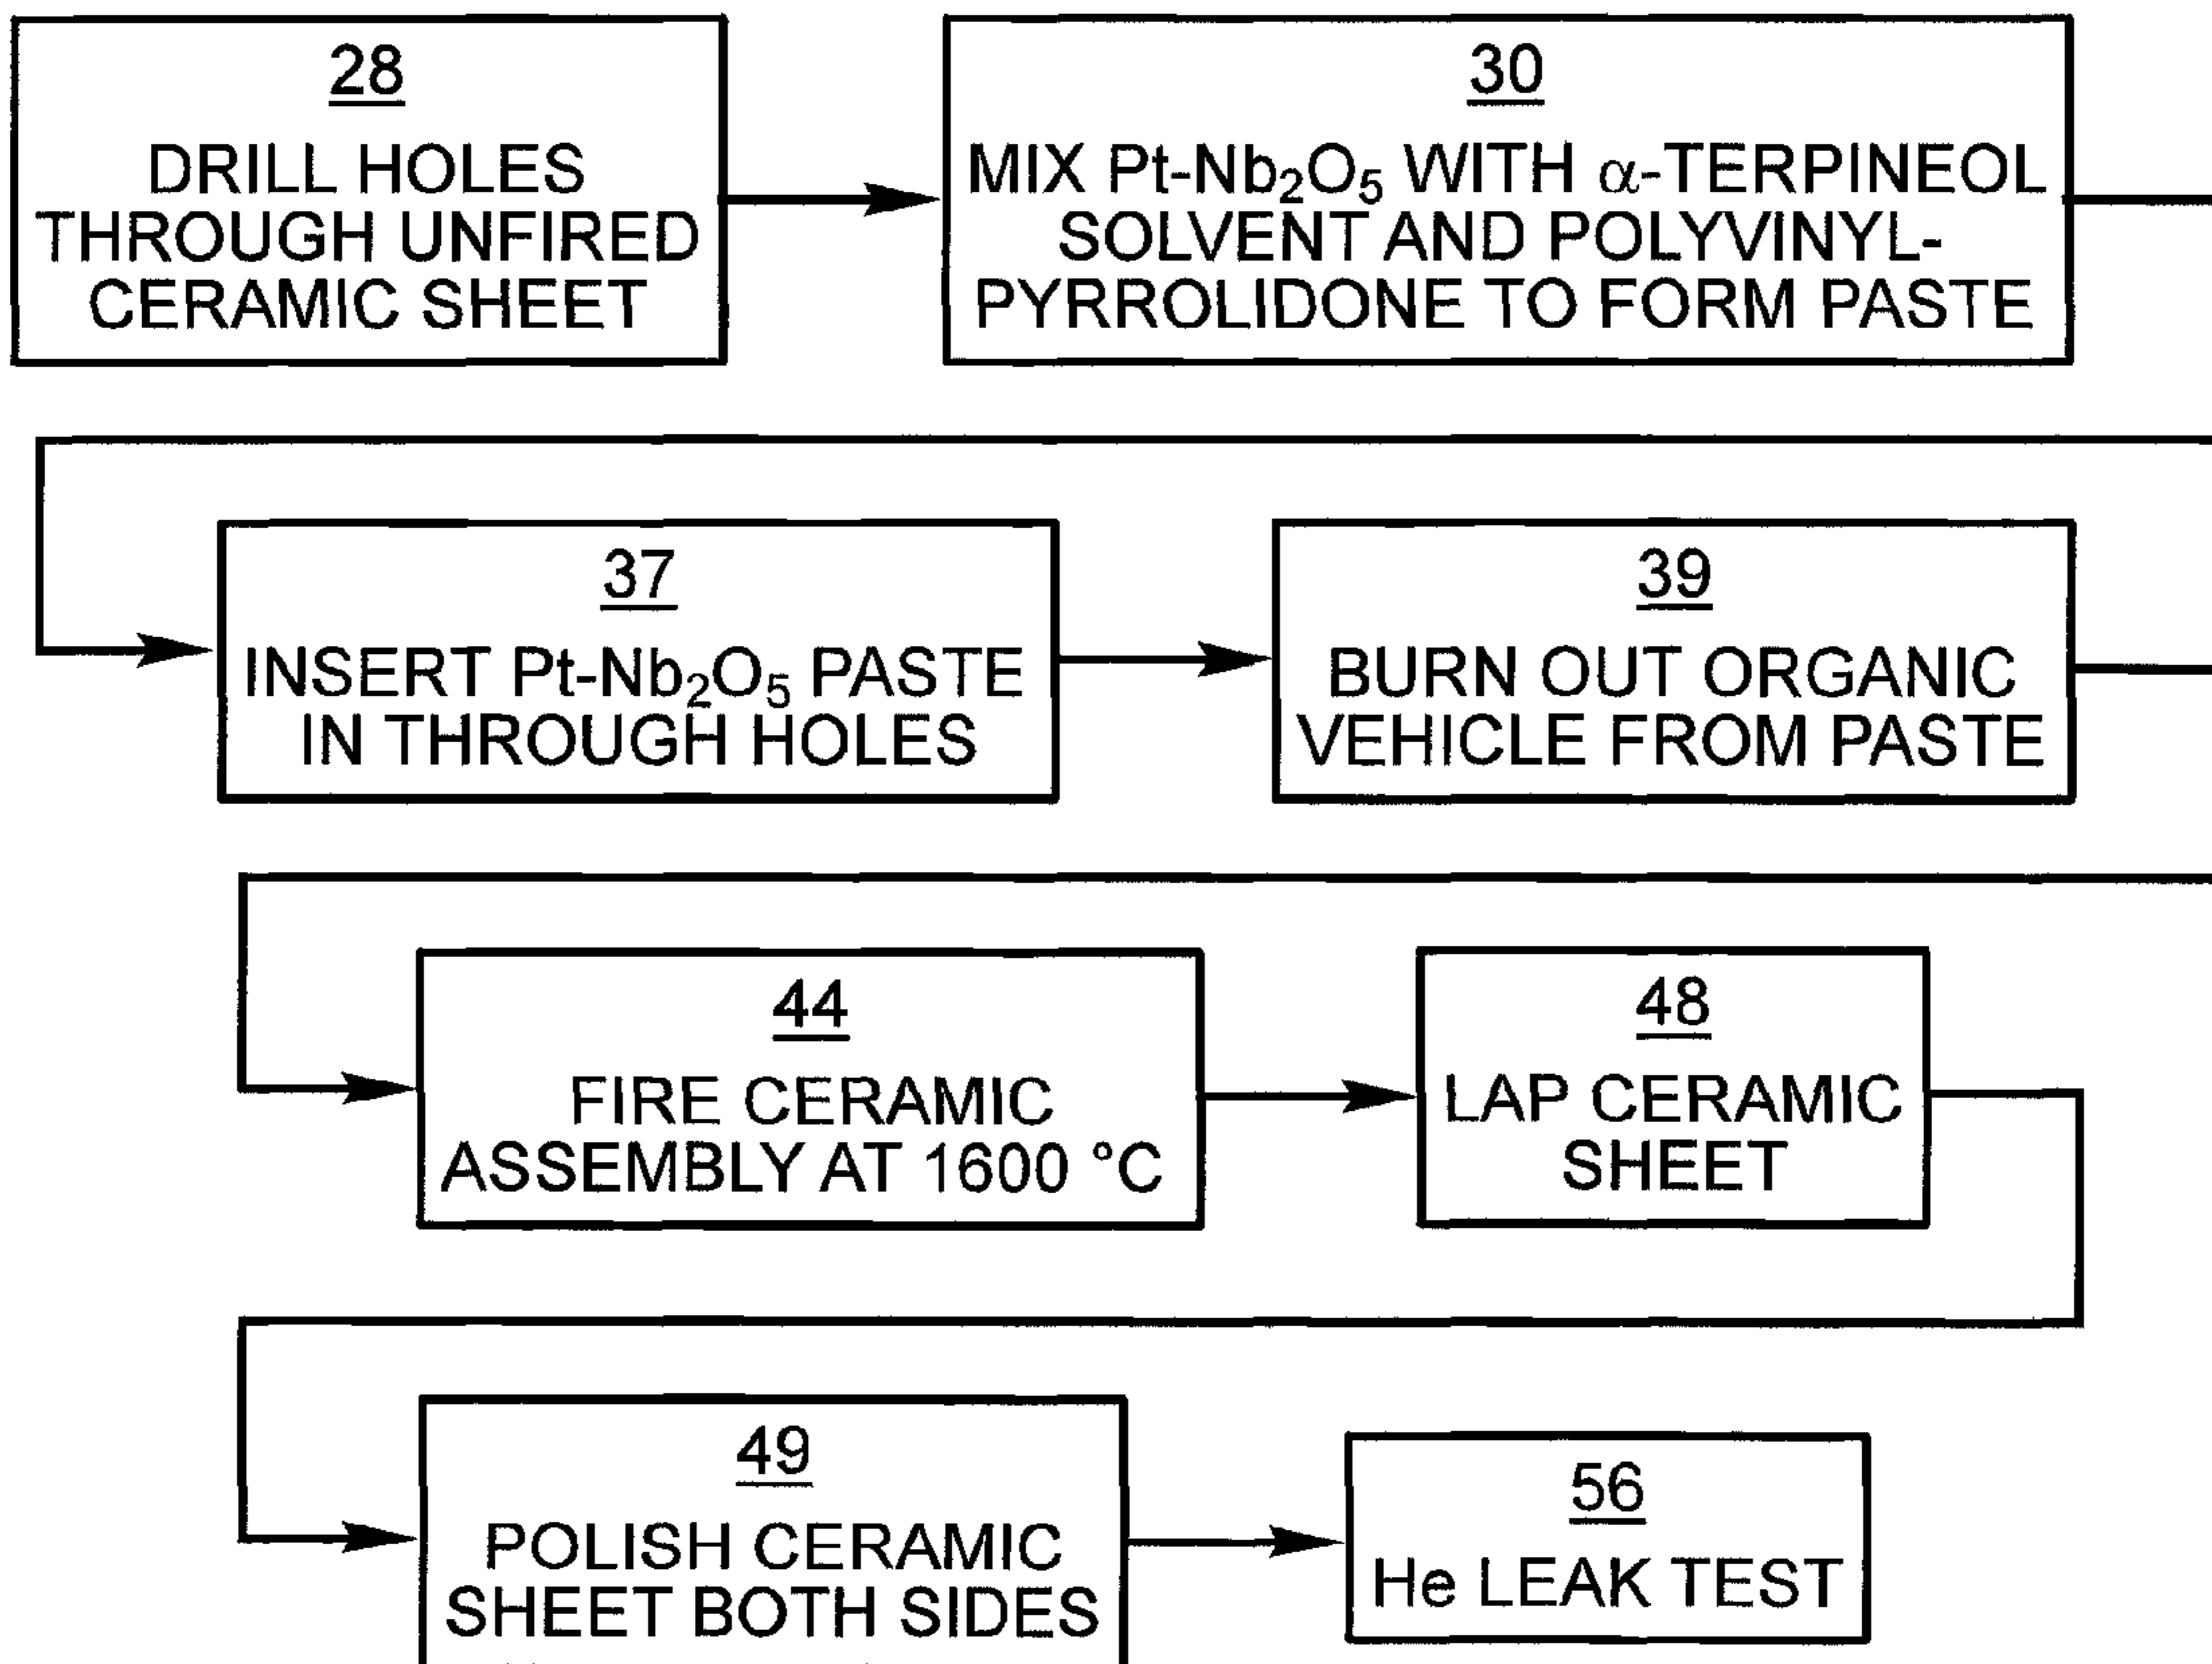 28
DRILL HOLES
THROUGH UNFIRED
CERAMIC SHEET
30
MIX Pt-Nb₂O₅ WITH α-TERPINEOL
SOLVENT AND POLYVINYL-
PYRROLIDONE TO FORM PASTE
37
INSERT Pt-Nb₂O₅ PASTE
IN THROUGH HOLES
39
BURN OUT ORGANIC
VEHICLE FROM PASTE
44
FIRE CERAMIC
ASSEMBLY AT 1600 °C
48
LAP CERAMIC
SHEET
49
POLISH CERAMIC
SHEET BOTH SIDES
56
He LEAK TEST